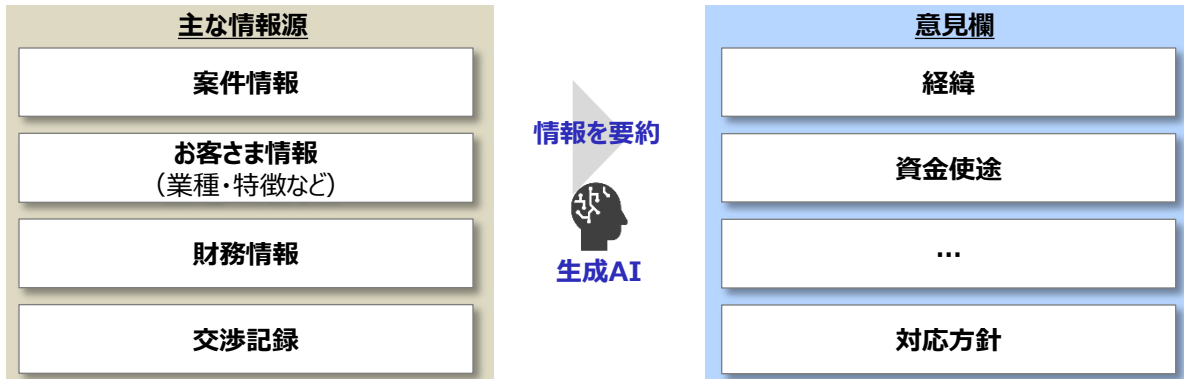 主な情報源
案件情報
お客さま情報
（業種・特徴など）
財務情報
交渉記録
情報を要約
生成AI
意見欄
経緯
資金使途
…
対応方針